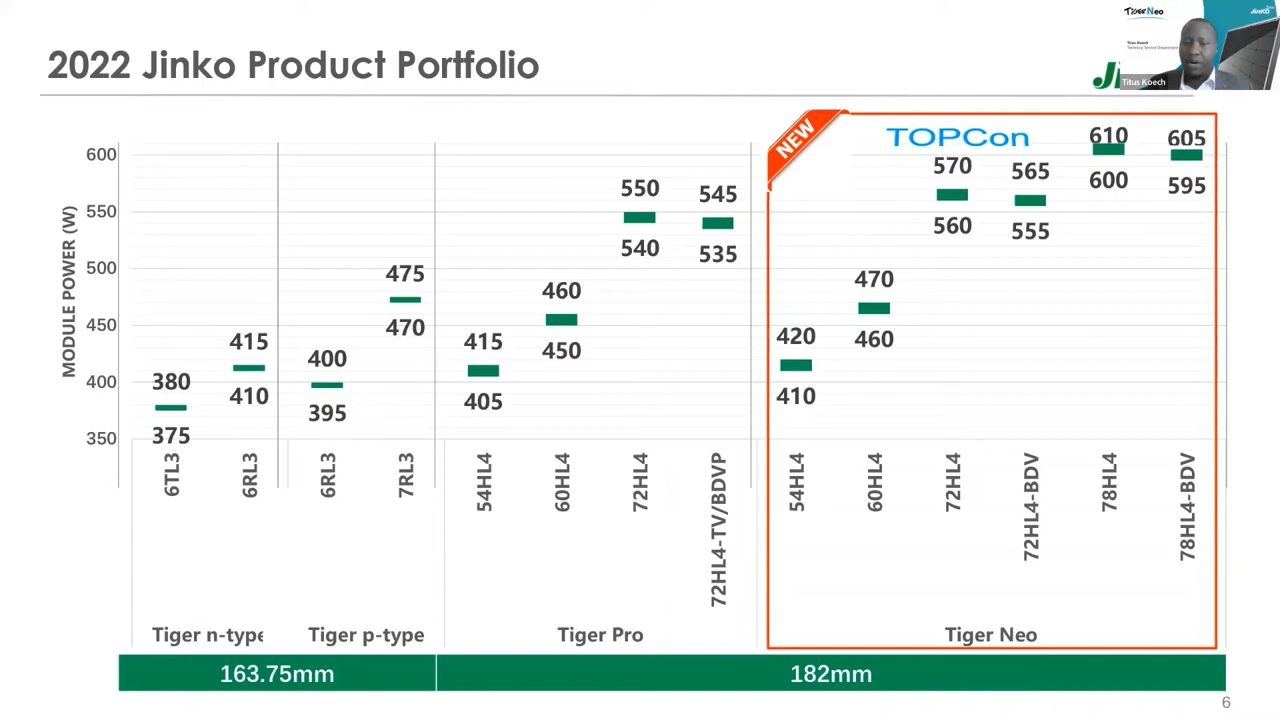 2022 Jinko Product Portfolio
TIGER Neo
JinKO
Titus Koech
Technical Service Department
Titus Koech
NEW
TOPCon
MODULE POWER (W)
600
550
500
450
400
350
380
375
415
410
400
395
475
470
415
405
460
450
550
540
545
535
420
410
470
460
570
560
565
555
610
600
605
595
6TL3
6RL3
6RL3
7RL3
54HL4
60HL4
72HL4
72HL4-TV/BDVP
54HL4
60HL4
72HL4
72HL4-BDV
78HL4
78HL4-BDV
Tiger n-type
Tiger p-type
Tiger Pro
Tiger Neo
163.75mm
182mm
6